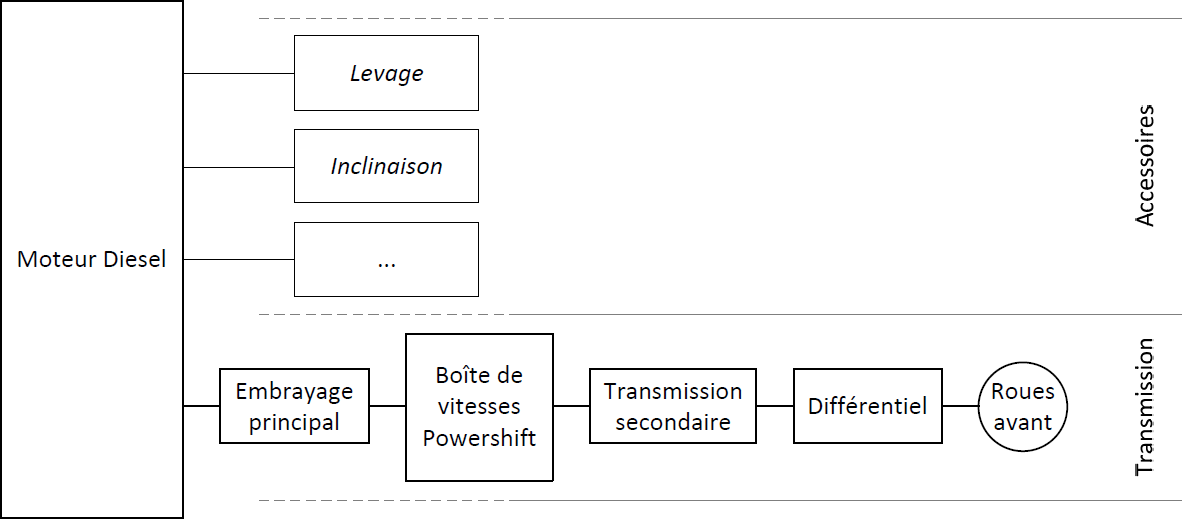 Levage
Inclinaison
...
Moteur Diesel
Accessoires
Embrayage
principal
Boîte de
vitesses
Powershift
Transmission
secondaire
Différentiel
Roues
avant
Transmission